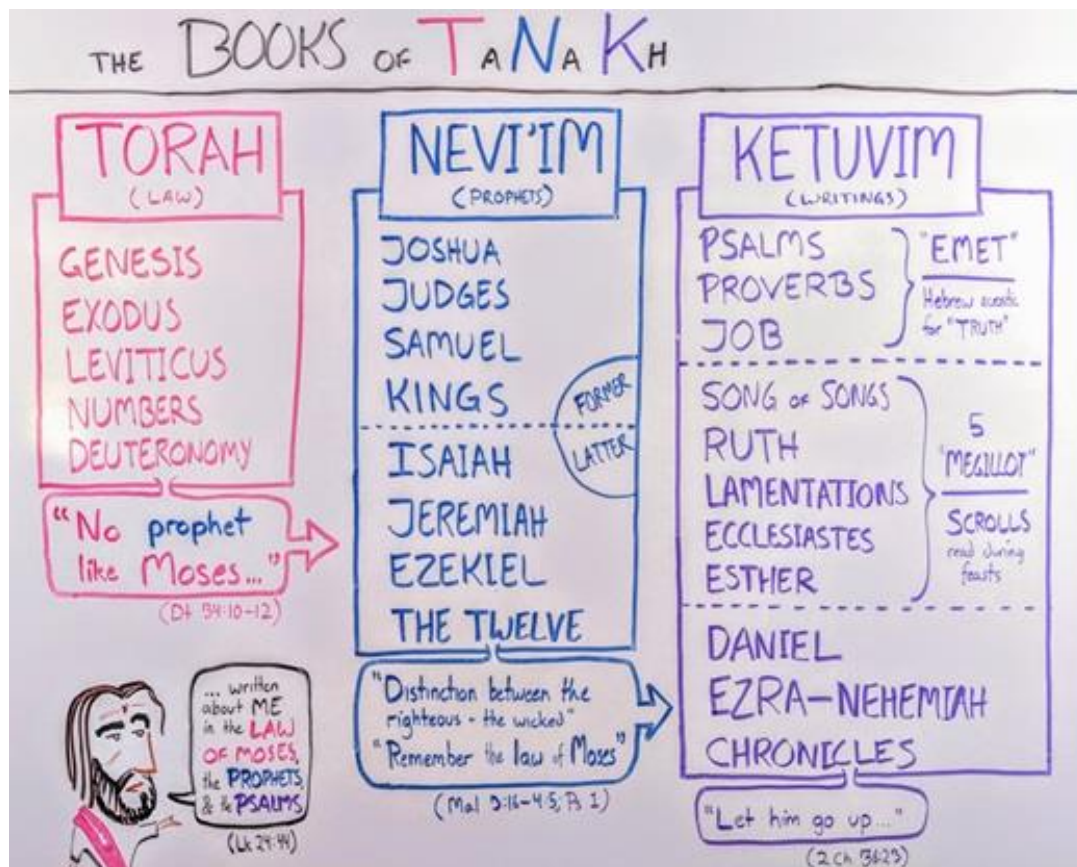 THE BOOKS OF TaNaKH
TORAH
(LAW)
GENESIS
EXODUS
LEVITICUS
NUMBERS
DEUTERONOMY
"No prophet
like Moses..."
(Dt 34:10-12)
... written
about ME
in the LAW
OF MOSES,
the PROPHETS,
& the PSALMS
(Lk 24:44)
NEVI'IM
(PROPHETS)
JOSHUA
JUDGES
SAMUEL
KINGS
FORMER
LATTER
ISAIAH
JEREMIAH
EZEKIEL
THE TWELVE
"Distinction between the
righteous - the wicked"
"Remember the law of Moses"
(Mal 3:16-4:5; Ps 1)
KETUVIM
(WRITINGS)
PSALMS
PROVERBS
JOB
"EMET"
Hebrew acrostic
for "TRUTH"
SONG OF SONGS
RUTH
LAMENTATIONS
ECCLESIASTES
ESTHER
5
"MEGILLOT"
SCROLLS
read during
feasts
DANIEL
EZRA-NEHEMIAH
CHRONICLES
"Let him go up..."
(2 Ch 36:23)